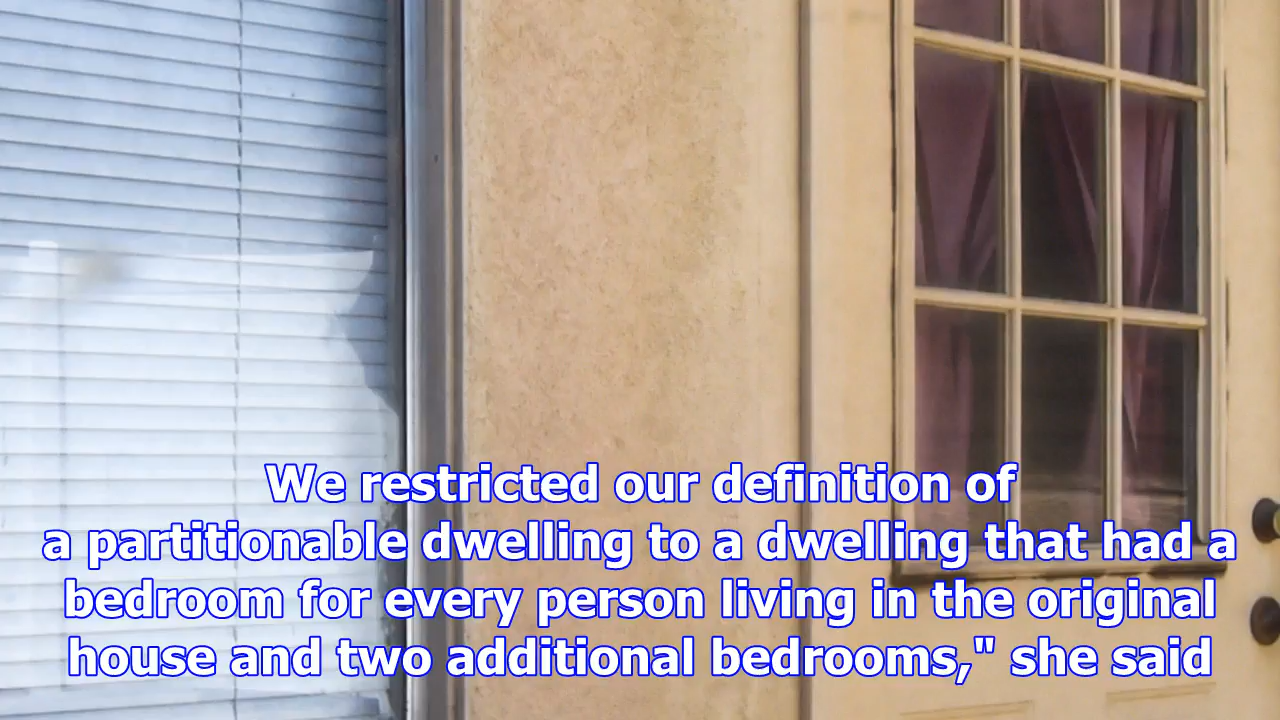 We restricted our definition of
a partitionable dwelling to a dwelling that had a
bedroom for every person living in the original
house and two additional bedrooms," she said